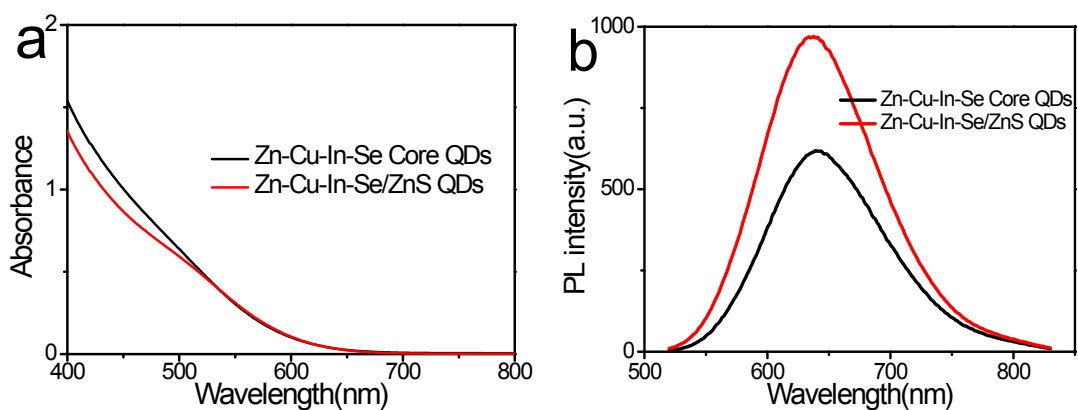 a
2
1
0
Absorbance
Zn-Cu-In-Se Core QDs
Zn-Cu-In-Se/ZnS QDs
400 500 600 700 800
Wavelength(nm)
b
1000
500
0
PL intensity(a.u.)
Zn-Cu-In-Se Core QDs
Zn-Cu-In-Se/ZnS QDs
500 600 700 800
Wavelength(nm)